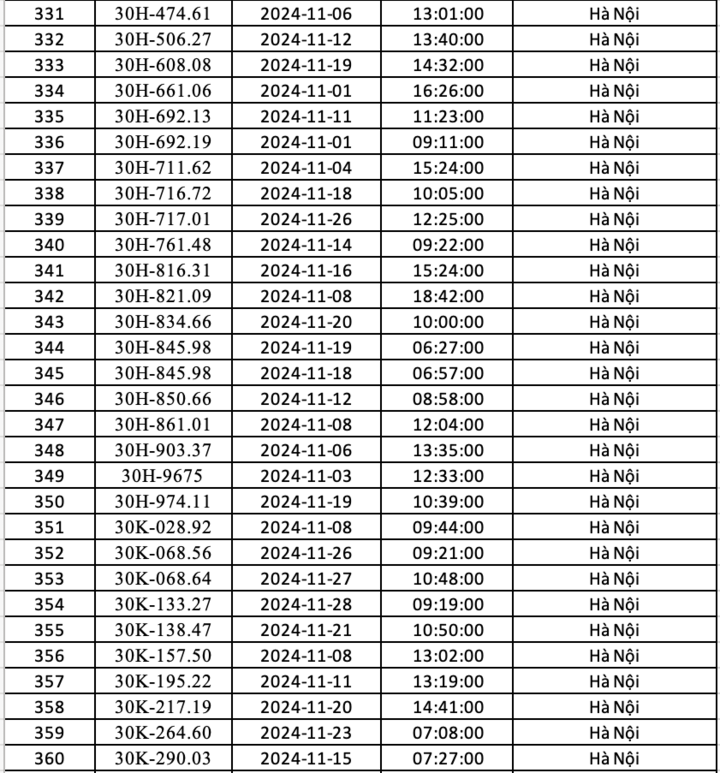 331 30H-474.61 2024-11-06 13:01:00 Hà Nội
332 30H-506.27 2024-11-12 13:40:00 Hà Nội
333 30H-608.08 2024-11-19 14:32:00 Hà Nội
334 30H-661.06 2024-11-01 16:26:00 Hà Nội
335 30H-692.13 2024-11-11 11:23:00 Hà Nội
336 30H-692.19 2024-11-01 09:11:00 Hà Nội
337 30H-711.62 2024-11-04 15:24:00 Hà Nội
338 30H-716.72 2024-11-18 10:05:00 Hà Nội
339 30H-717.01 2024-11-26 12:25:00 Hà Nội
340 30H-761.48 2024-11-14 09:22:00 Hà Nội
341 30H-816.31 2024-11-16 15:24:00 Hà Nội
342 30H-821.09 2024-11-08 18:42:00 Hà Nội
343 30H-834.66 2024-11-20 10:00:00 Hà Nội
344 30H-845.98 2024-11-19 06:27:00 Hà Nội
345 30H-845.98 2024-11-18 06:57:00 Hà Nội
346 30H-850.66 2024-11-12 08:58:00 Hà Nội
347 30H-861.01 2024-11-08 12:04:00 Hà Nội
348 30H-903.37 2024-11-06 13:35:00 Hà Nội
349 30H-9675 2024-11-03 12:33:00 Hà Nội
350 30H-974.11 2024-11-19 10:39:00 Hà Nội
351 30K-028.92 2024-11-08 09:44:00 Hà Nội
352 30K-068.56 2024-11-26 09:21:00 Hà Nội
353 30K-068.64 2024-11-27 10:48:00 Hà Nội
354 30K-133.27 2024-11-28 09:19:00 Hà Nội
355 30K-138.47 2024-11-21 10:50:00 Hà Nội
356 30K-157.50 2024-11-08 13:02:00 Hà Nội
357 30K-195.22 2024-11-11 13:19:00 Hà Nội
358 30K-217.19 2024-11-20 14:41:00 Hà Nội
359 30K-264.60 2024-11-23 07:08:00 Hà Nội
360 30K-290.03 2024-11-15 07:27:00 Hà Nội